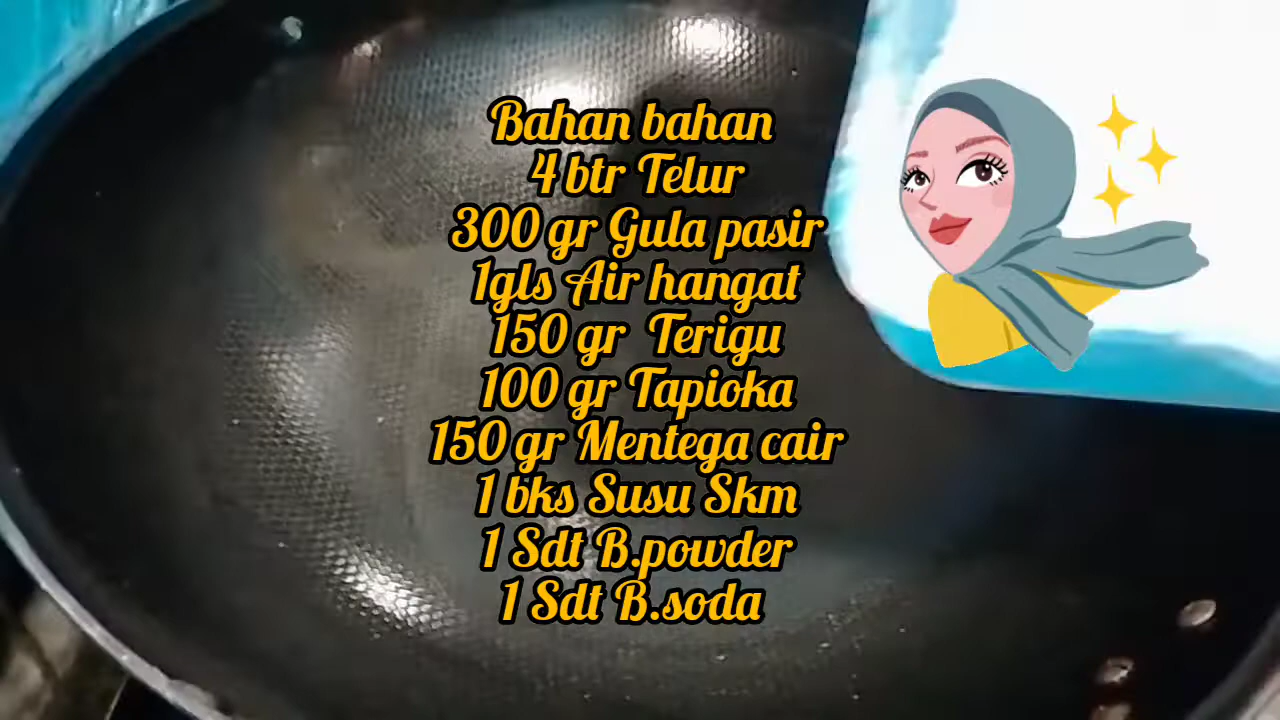 Bahan bahan
4 btr Telur
300 gr Gula pasir
1gls Air hangat
150 gr Terigu
100 gr Tapioka
150 gr Mentega cair
1 bks Susu Skm
1 Sdt B.powder
1 Sdt B.soda